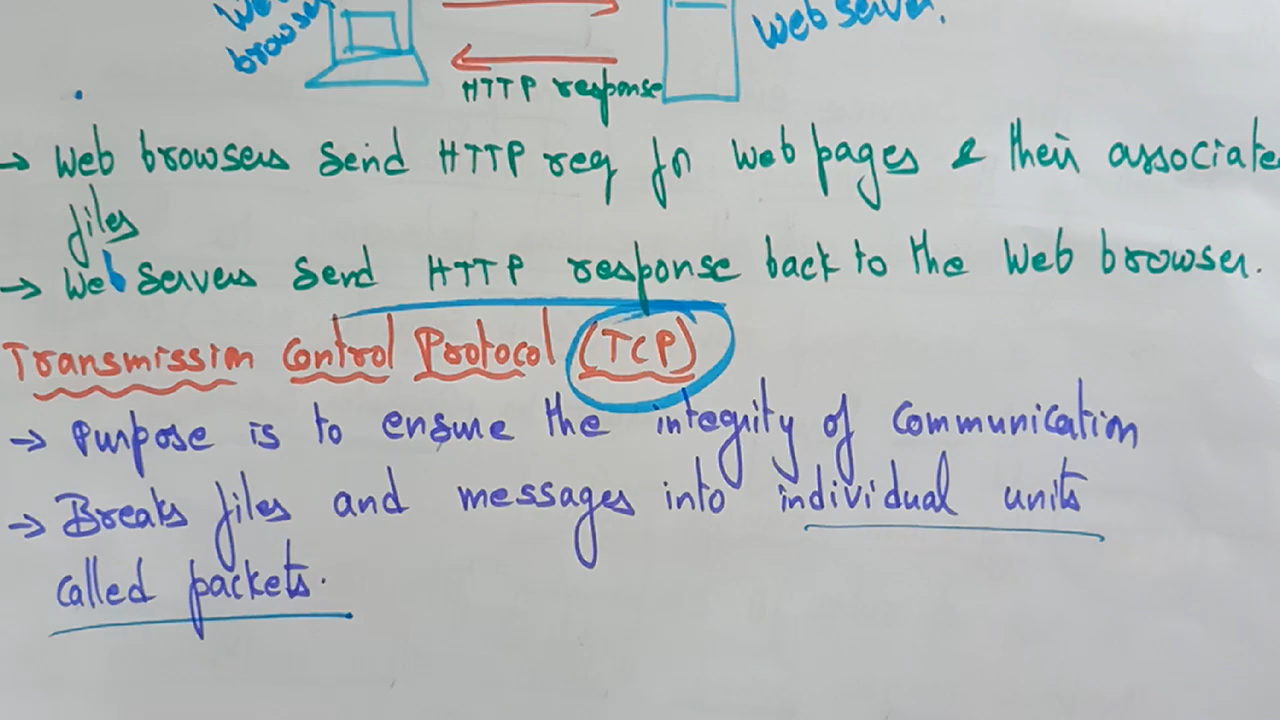 Web
browser
Web server.
HTTP response
→ Web browsers send HTTP req for web pages & their associate
files
→ Web servers send HTTP response back to the Web browser.
Transmission Control Protocol (TCP)
→ Purpose is to ensure the integrity of communication
→ Breaks files and messages into individual units
called packets.